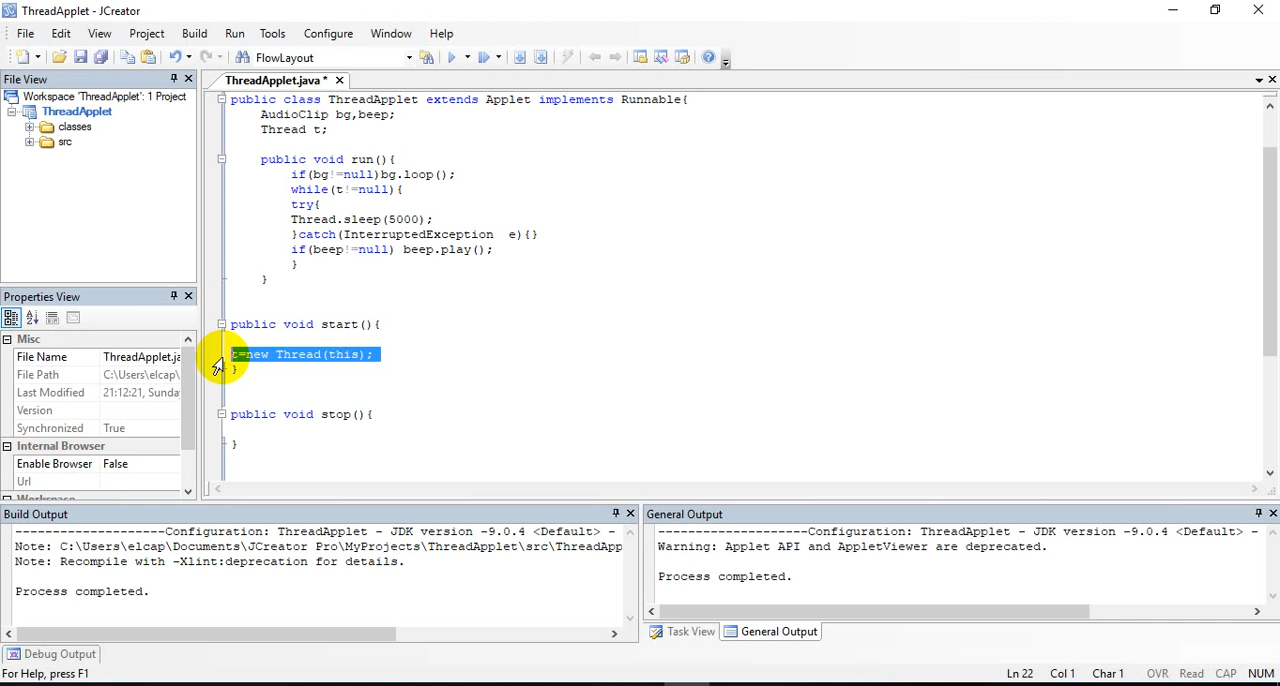 ThreadApplet - JCreator
File Edit View Project Build Run Tools Configure Window Help
FlowLayout
File View
ThreadApplet.java *
Workspace 'ThreadApplet': 1 Project
ThreadApplet
classes
src
public class ThreadApplet extends Applet implements Runnable{
AudioClip bg,beep;
Thread t;
public void run(){
if(bg!=null)bg.loop();
while(t!=null){
try{
Thread.sleep(5000);
}catch(InterruptedException e){}
if(beep!=null) beep.play();
}
}
public void start(){
t=new Thread(this);
}
public void stop(){
}
Properties View
Misc
File Name ThreadApplet.ja
File Path C:\Users\elcap\
Last Modified 21:12:21, Sunda
Version
Synchronized True
Internal Browser
Enable Browser False
Url
Build Output
--------------------Configuration: ThreadApplet - JDK version -9.0.4 <Default> -
Note: C:\Users\elcap\Documents\JCreator Pro\MyProjects\ThreadApplet\src\ThreadApp
Note: Recompile with -Xlint:deprecation for details.
Process completed.
General Output
--------------------Configuration: ThreadApplet - JDK version -9.0.4 <Default> -
Warning: Applet API and AppletViewer are deprecated.
Process completed.
Task View General Output
Debug Output
For Help, press F1
Ln 22 Col 1 Char 1 OVR Read CAP NUM